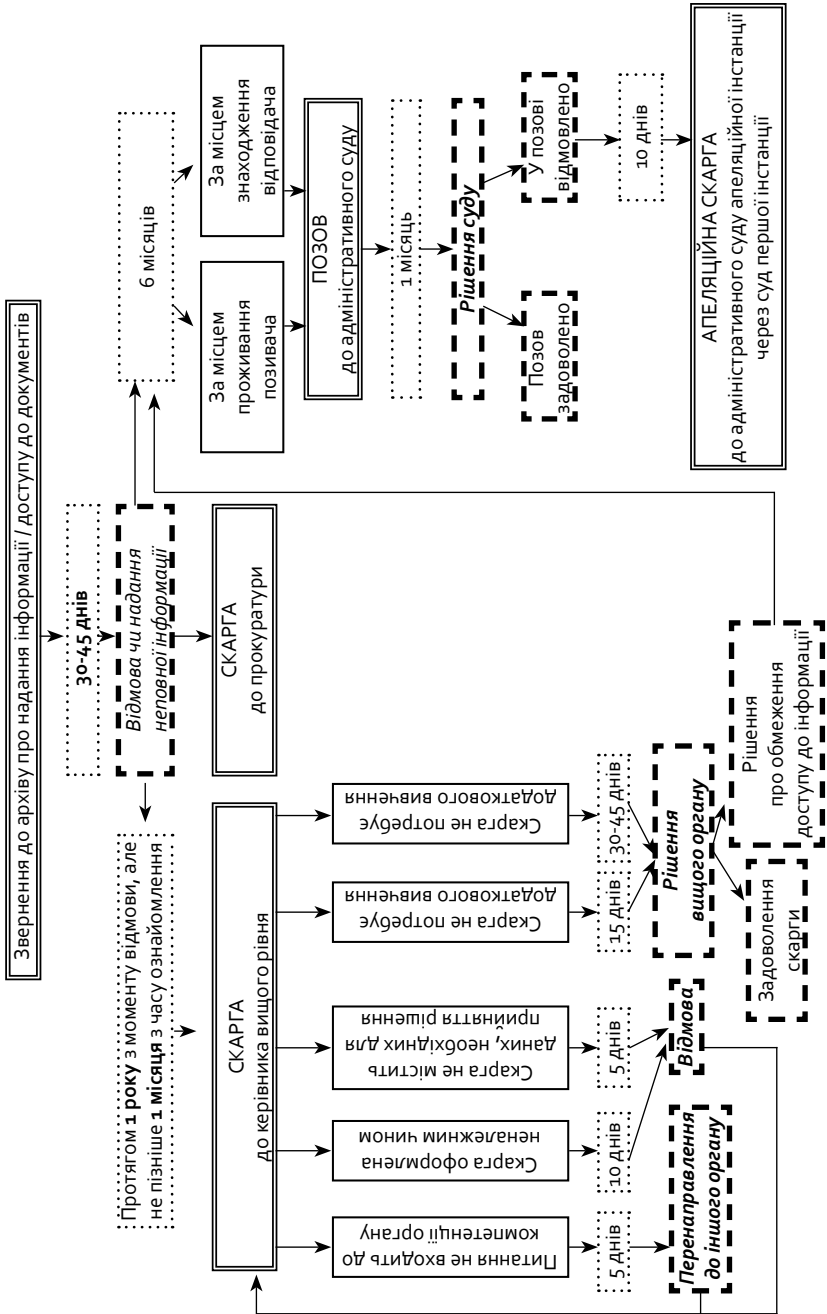 Звернення до архіву про надання інформації / доступу до документів
30-45 днів
Відмова чи надання
неповної інформації
Протягом 1 року з моменту відмови, але
не пізніше 1 місяця з часу ознайомлення
СКАРГА
до прокуратури
СКАРГА
до керівника вищого рівня
Питання не входить до
компетенції органу
Скарга оформлена
неналежним чином
Скарга не містить
даних, необхідних для
прийняття рішення
Скарга не потребує
додаткового вивчення
Скарга не потребує
додаткового вивчення
5 днів
10 днів
5 днів
15 днів
30-45 днів
Перенаправлення
до іншого органу
Відмова
Рішення
вищого органу
Задоволення
скарги
Рішення
про обмеження
доступу до інформації
6 місяців
За місцем
проживання
позивача
За місцем
знаходження
відповідача
ПОЗОВ
до адміністративного суду
1 місяць
Рішення суду
Позов
задоволено
У позові
відмовлено
10 днів
АПЕЛЯЦІЙНА СКАРГА
до адміністративного суду апеляційної інстанції
через суд першої інстанції